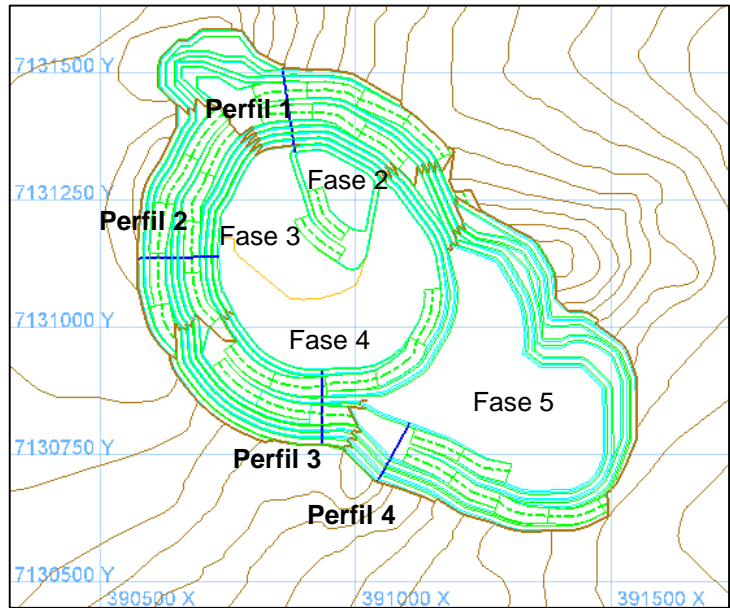 7131500 Y
Perfil 1
Fase 2
7131250 Y
Perfil 2
Fase 3
7131000 Y
Fase 4
Fase 5
7130750 Y
Perfil 3
Perfil 4
7130500 Y
390500 X
391000 X
391500 X